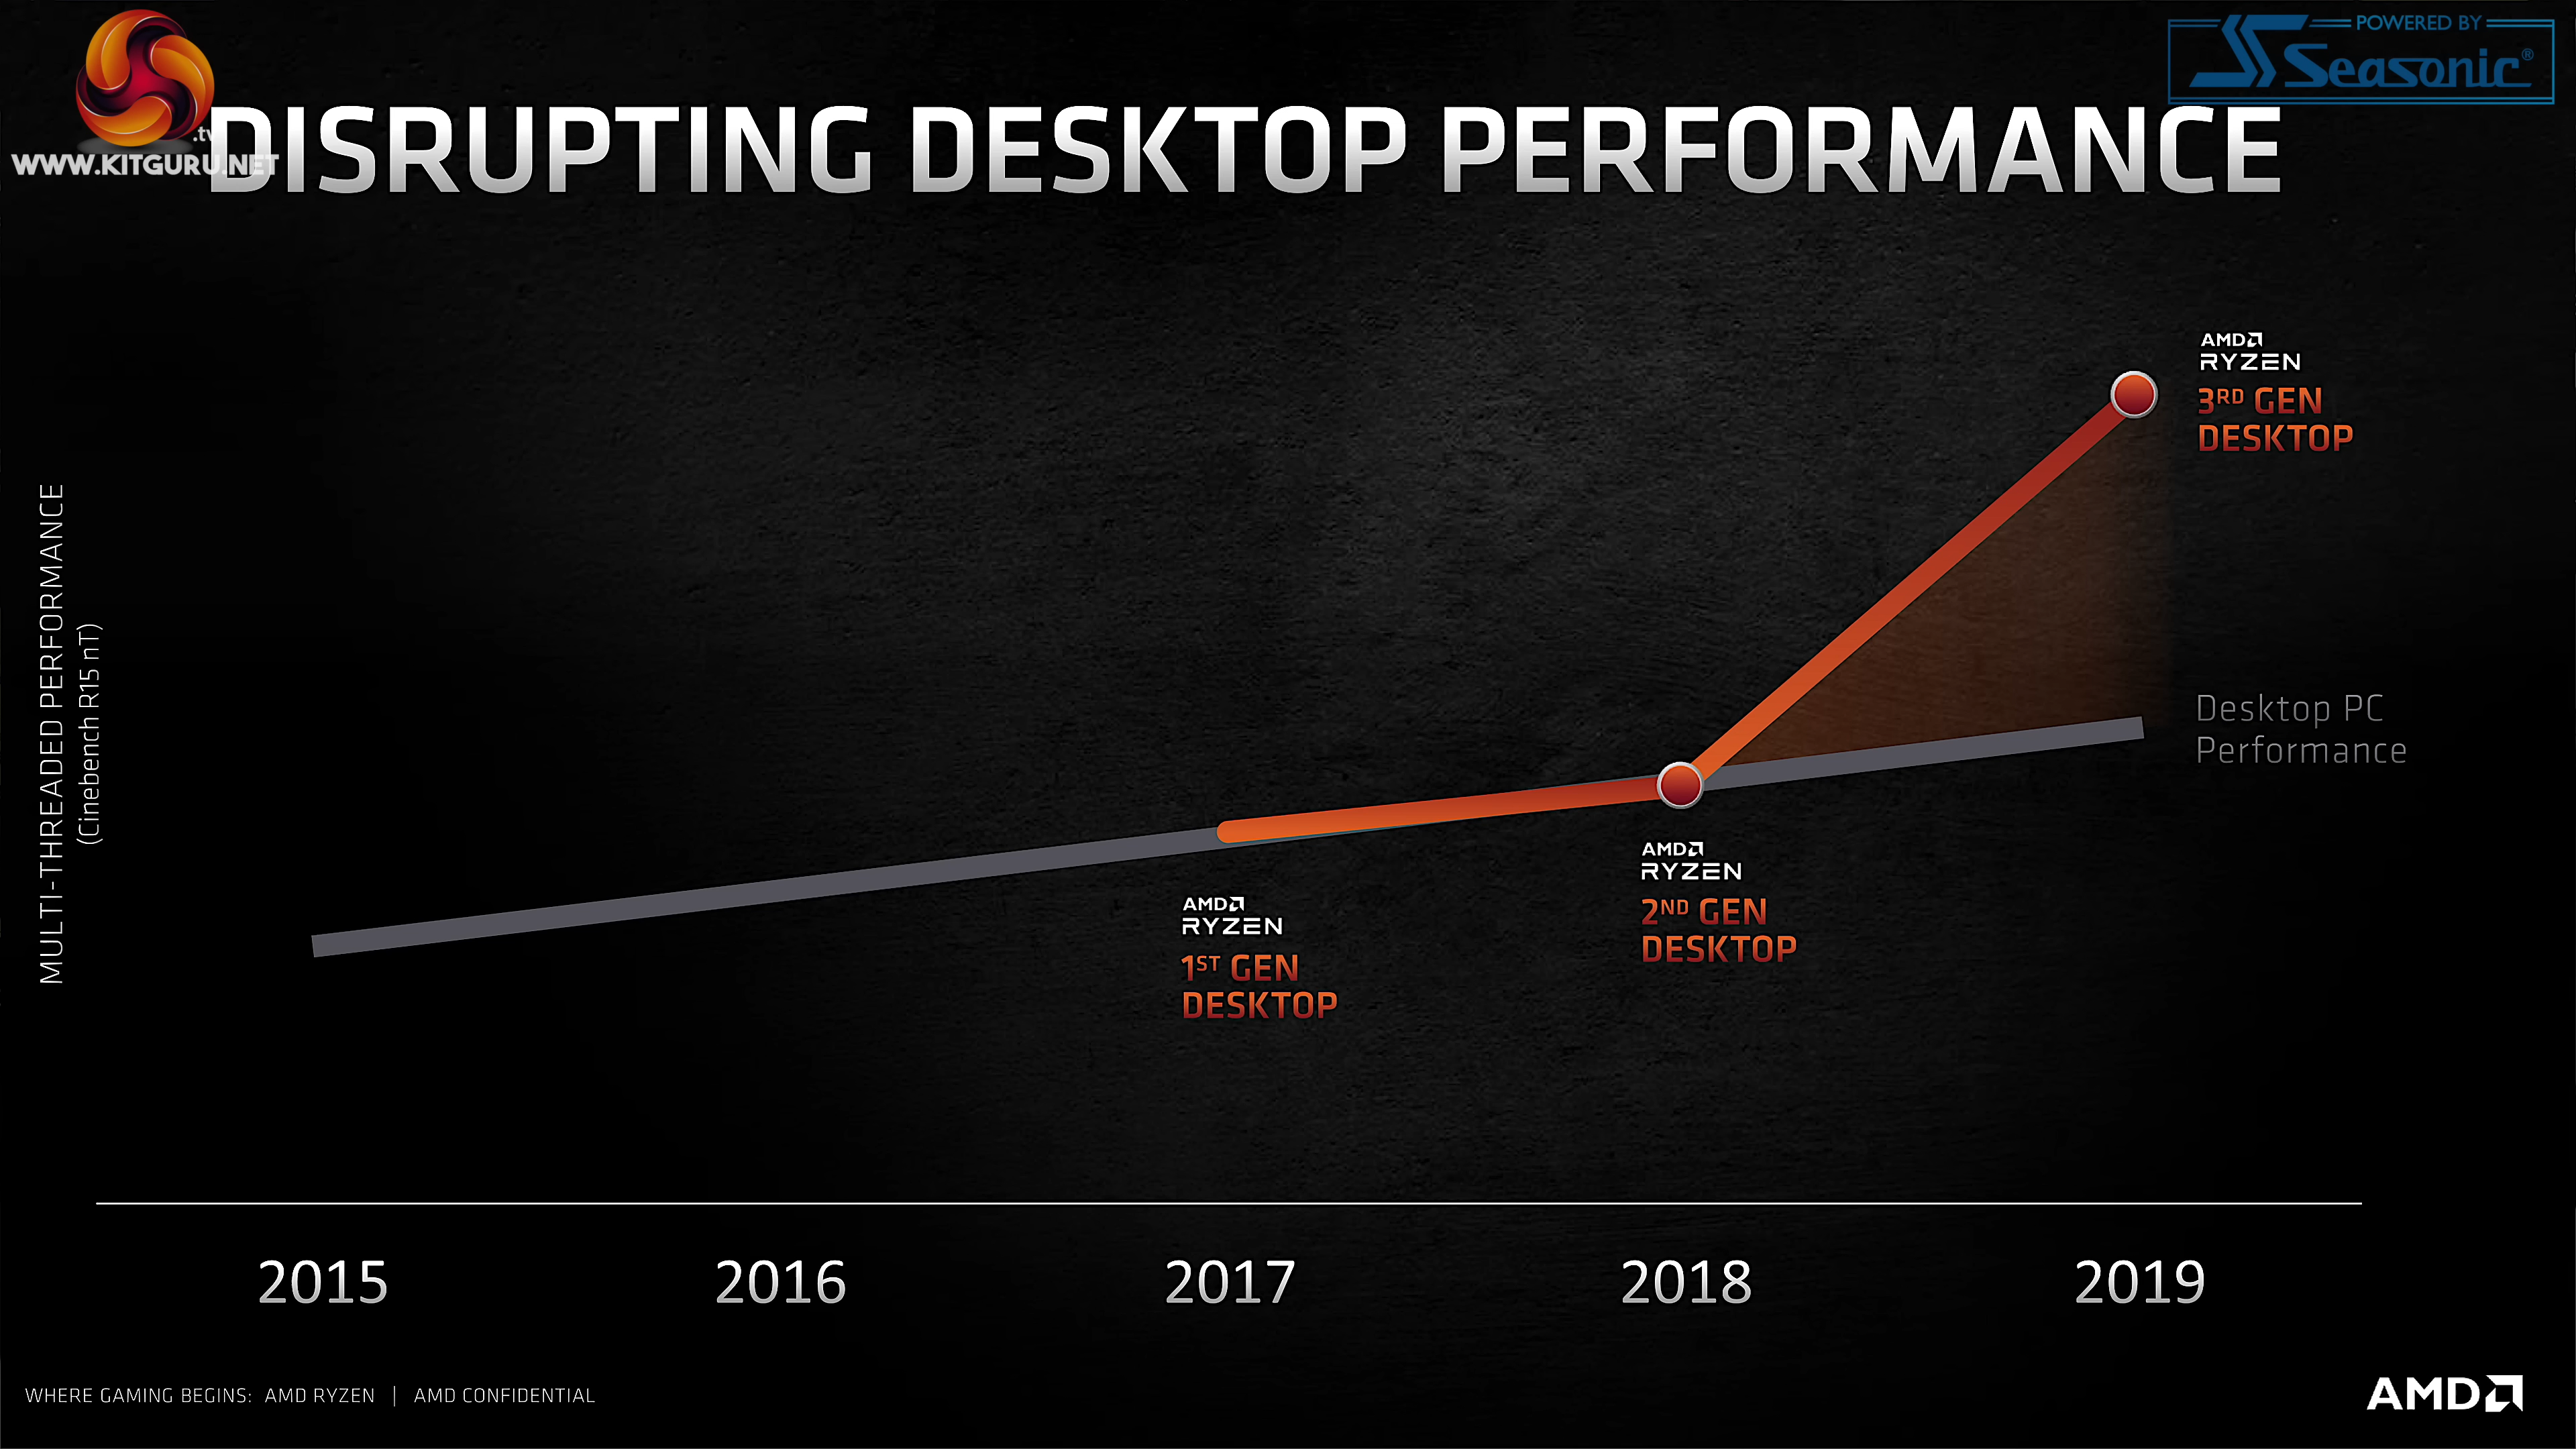 POWERED BY
Seasonic®
.tv
WWW.KITGURU.NET
DISRUPTING DESKTOP PERFORMANCE
MULTI-THREADED PERFORMANCE
(Cinebench R15 nT)
AMD
RYZEN
3RD GEN
DESKTOP
Desktop PC
Performance
AMD
RYZEN
2ND GEN
DESKTOP
AMD
RYZEN
1ST GEN
DESKTOP
2015 2016 2017 2018 2019
WHERE GAMING BEGINS: AMD RYZEN | AMD CONFIDENTIAL
AMD